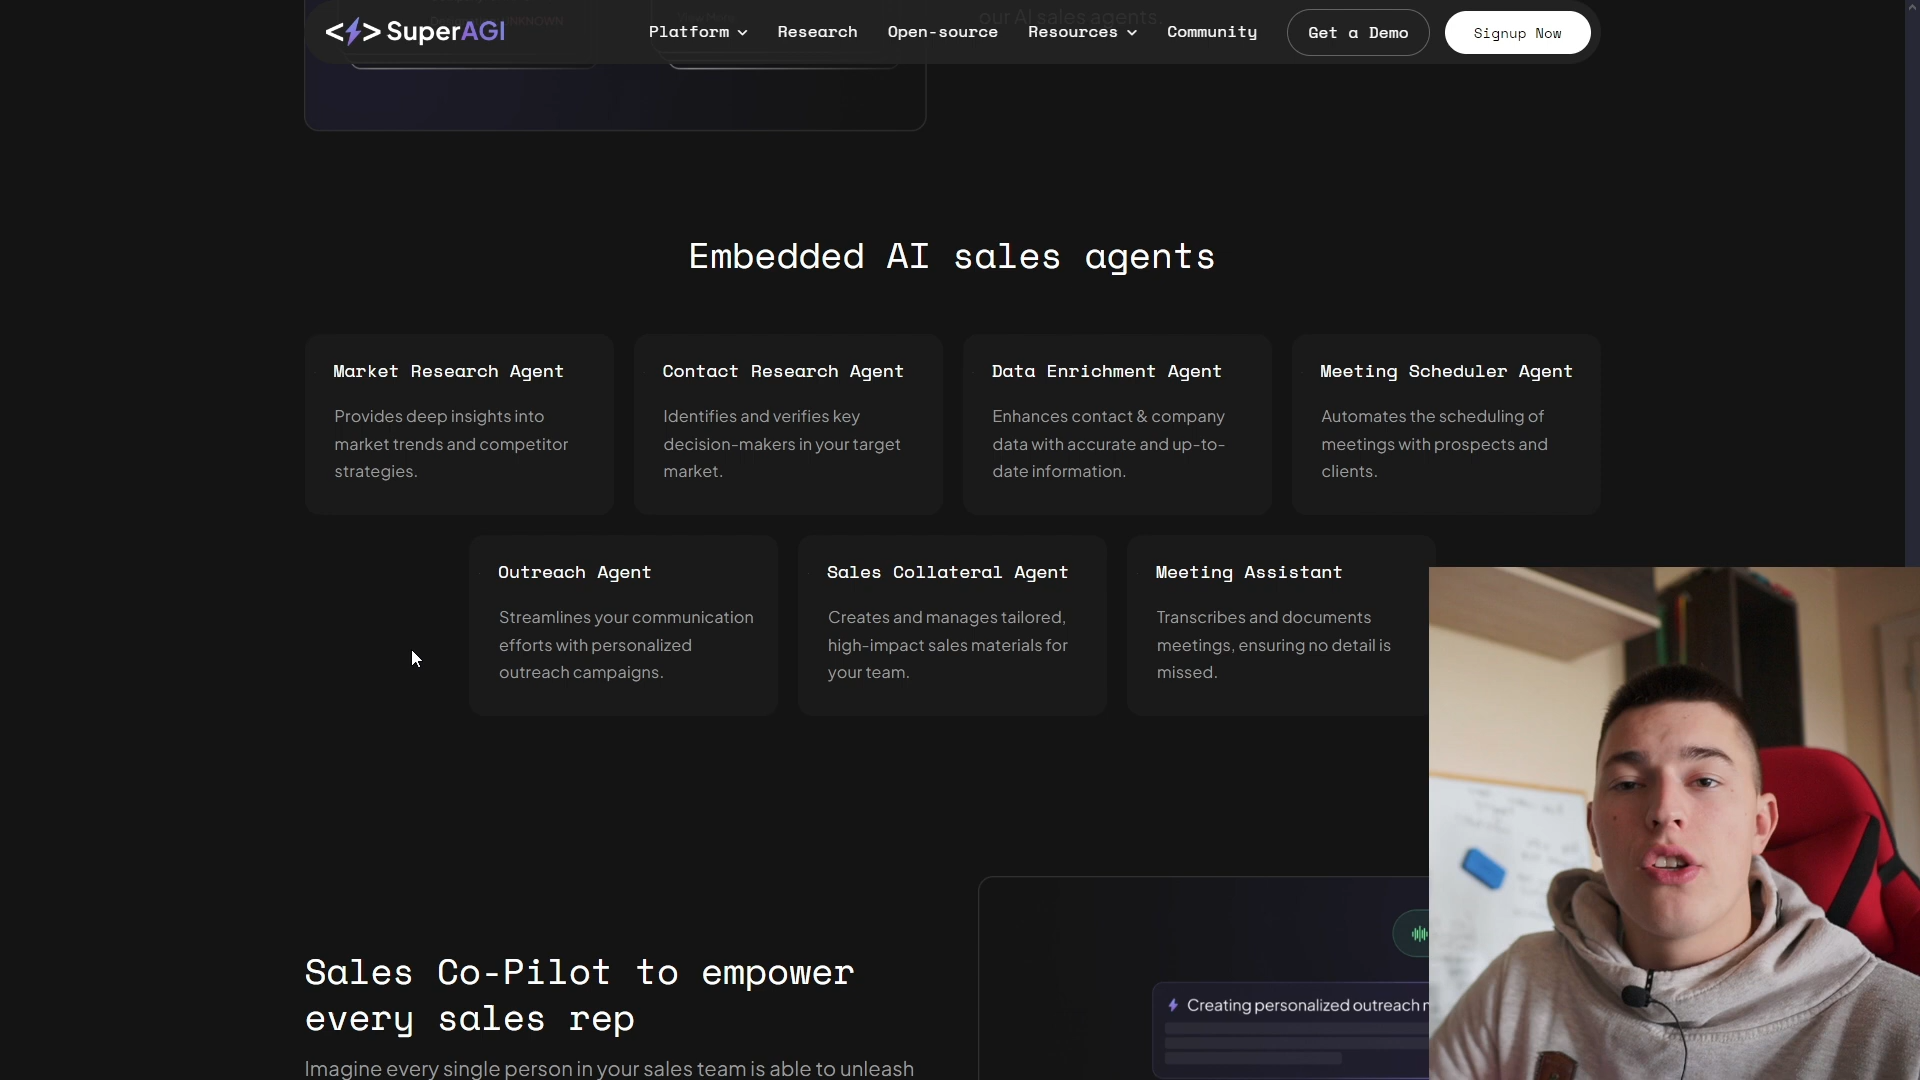 our AI sales agents.
SuperAGI
Platform
Research
Open-source
Resources
Community
Get a Demo
Signup Now
Embedded AI sales agents
Market Research Agent
Provides deep insights into
market trends and competitor
strategies.
Contact Research Agent
Identifies and verifies key
decision-makers in your target
market.
Data Enrichment Agent
Enhances contact & company
data with accurate and up-to-
date information.
Meeting Scheduler Agent
Automates the scheduling of
meetings with prospects and
clients.
Outreach Agent
Streamlines your communication
efforts with personalized
outreach campaigns.
Sales Collateral Agent
Creates and manages tailored,
high-impact sales materials for
your team.
Meeting Assistant
Transcribes and documents
meetings, ensuring no detail is
missed.
Sales Co-Pilot to empower
every sales rep
Imagine every single person in your sales team is able to unleash
Creating personalized outreach